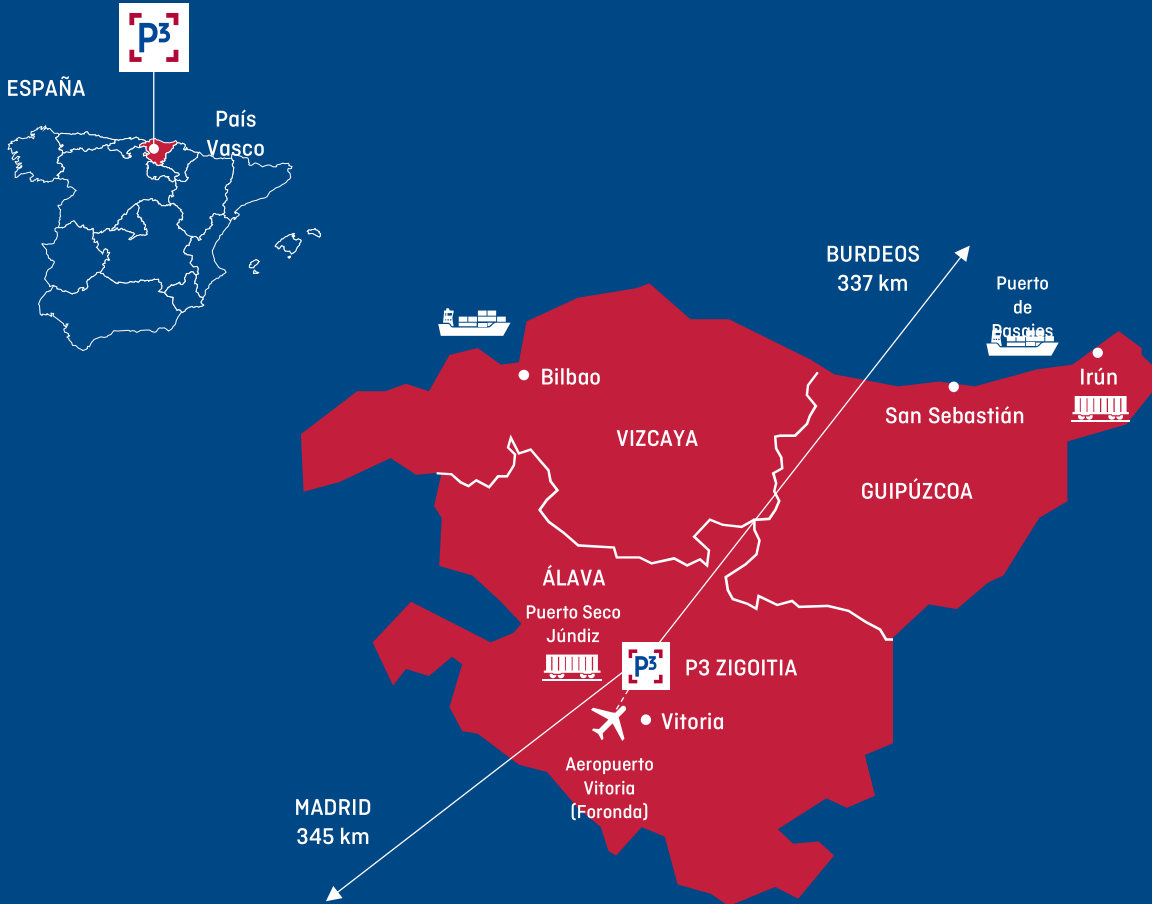 P3
ESPAÑA
País
Vasco
BURDEOS
337 km
Puerto
de
Pasajes
Bilbao
Irún
San Sebastián
VIZCAYA
GUIPÚZCOA
ÁLAVA
Puerto Seco
Júndiz
P3
P3 ZIGOITIA
Vitoria
Aeropuerto
Vitoria
(Foronda)
MADRID
345 km